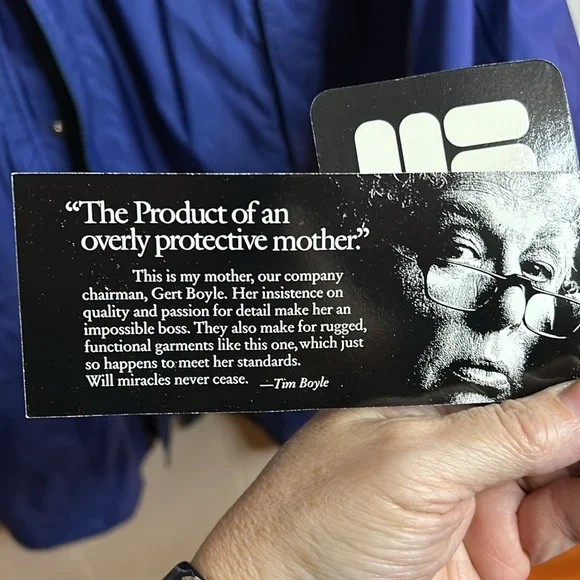 “The Product of an
overly protective mother.”
This is my mother, our company
chairman, Gert Boyle. Her insistence on
quality and passion for detail make her an
impossible boss. They also make for rugged,
functional garments like this one, which just
so happens to meet her standards.
Will miracles never cease. —Tim Boyle